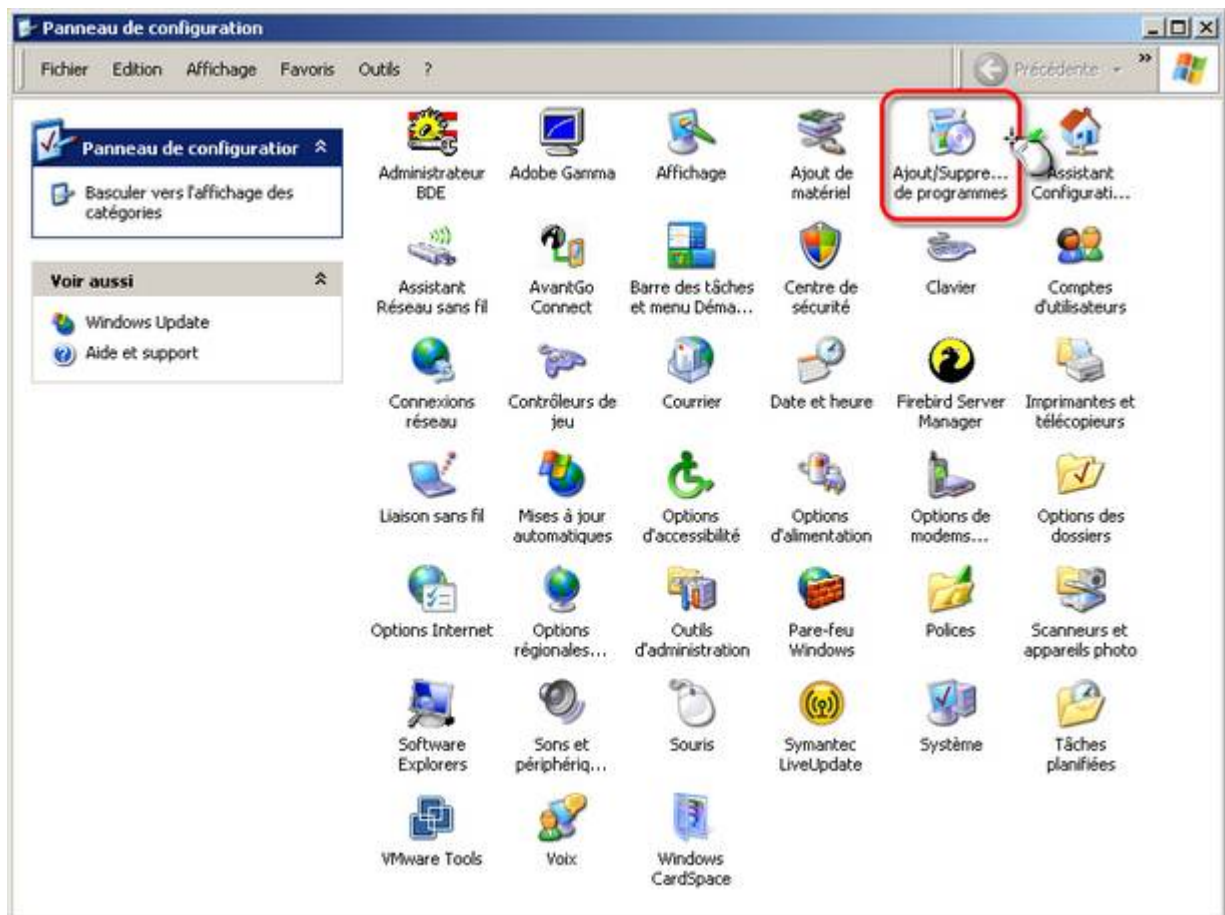 Panneau de configuration
Fichier Edition Affichage Favoris Outils ?
Précédente
Panneau de configuration
Basculer vers l'affichage des
catégories
Voir aussi
Windows Update
Aide et support
Administrateur
BDE
Adobe Gamma
Affichage
Ajout de
matériel
Ajout/Suppre...
de programmes
Assistant
Configurati...
Assistant
Réseau sans fil
AvantGo
Connect
Barre des tâches
et menu Déma...
Centre de
sécurité
Clavier
Comptes
d'utilisateurs
Connexions
réseau
Contrôleurs de
jeu
Courrier
Date et heure
Firebird Server
Manager
Imprimantes et
télécopieurs
Liaison sans fil
Mises à jour
automatiques
Options
d'accessibilité
Options
d'alimentation
Options de
modems...
Options des
dossiers
Options Internet
Options
régionales...
Outils
d'administration
Pare-feu
Windows
Polices
Scanneurs et
appareils photo
Software
Explorers
Sons et
périphériq...
Souris
Symantec
LiveUpdate
Système
Tâches
planifiées
VMware Tools
Voix
Windows
CardSpace